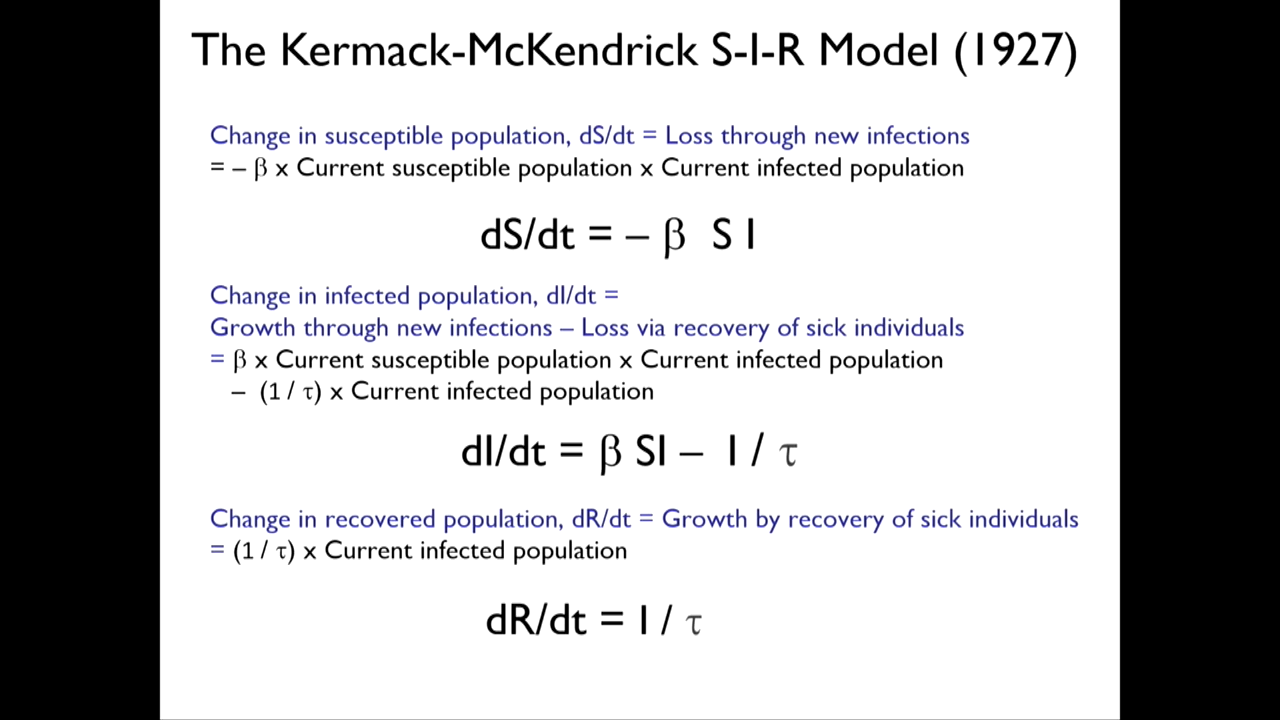 The Kermack-McKendrick S-I-R Model (1927)
Change in susceptible population, dS/dt = Loss through new infections
= – β x Current susceptible population x Current infected population
dS/dt = – β S I
Change in infected population, dI/dt =
Growth through new infections – Loss via recovery of sick individuals
= β x Current susceptible population x Current infected population
– (1 / τ) x Current infected population
dI/dt = β SI – I / τ
Change in recovered population, dR/dt = Growth by recovery of sick individuals
= (1 / τ) x Current infected population
dR/dt = I / τ